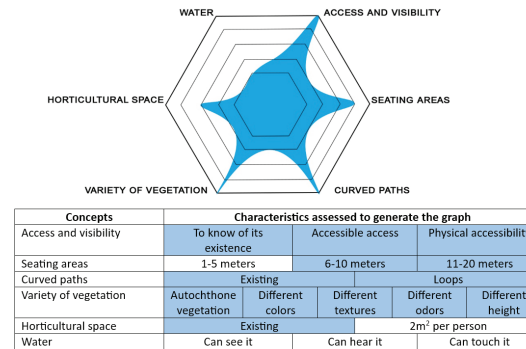 WATER
ACCESS AND VISIBILITY
HORTICULTURAL SPACE
SEATING AREAS
VARIETY OF VEGETATION
CURVED PATHS
Concepts Characteristics assessed to generate the graph
Access and visibility To know of its existence Accessible access Physical accessibilit
Seating areas 1-5 meters 6-10 meters 11-20 meters
Curved paths Existing Loops
Variety of vegetation Autochthone vegetation Different colors Different textures Different odors Differen height
Horticultural space Existing 2m² per person
Water Can see it Can hear it Can touch it